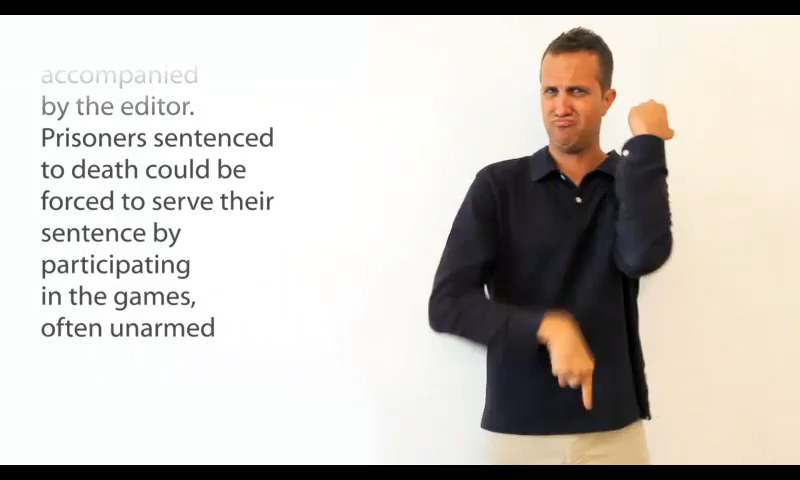 accompanied
by the editor.
Prisoners sentenced
to death could be
forced to serve their
sentence by
participating
in the games,
often unarmed